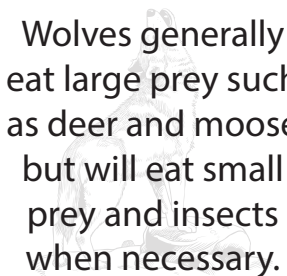 Wolves generally
eat large prey such
as deer and moose
but will eat small
prey and insects
when necessary.